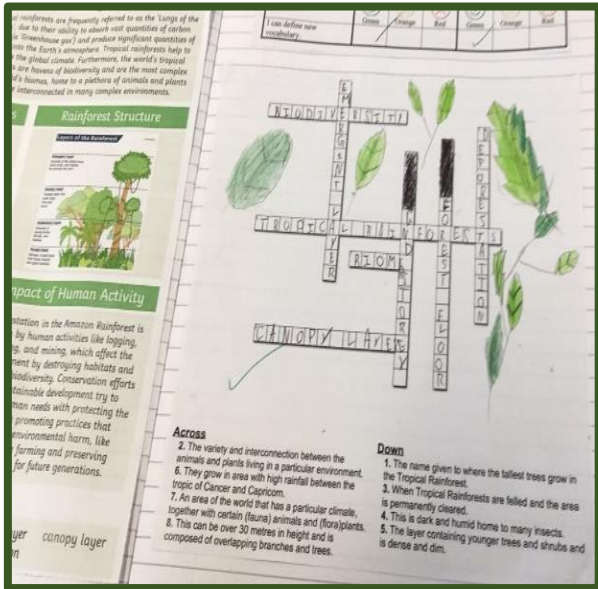 al rainforests are frequently referred to as the 'Lungs of the
due to their ability to absorb vast quantities of carbon
'Greenhouse gas') and produce significant quantities of
into the Earth's atmosphere. Tropical rainforests help to
the global climate. Furthermore, the world's tropical
are havens of biodiversity and are the most complex
d's biomes, home to a plethora of animals and plants
interconnected in many complex environments.
s
Rainforest Structure
Layers of the Rainforest
mpact of Human Activity
station in the Amazon Rainforest is
by human activities like logging,
g, and mining, which affect the
ment by destroying habitats and
biodiversity. Conservation efforts
tainable development try to
man needs with protecting the
promoting practices that
environmental harm, like
farming and preserving
for future generations.
yer canopy layer
on
I can define new
vocabulary.
Green Orange Red Green Orange Red
EMERGENT LAYER
BIODIVERSITY
DEFORESTATION
FOREST FLOOR
TROPICAL RAINFORESTS
BIOME
CANOPY LAYER
Across
2. The variety and interconnection between the
animals and plants living in a particular environment.
6. They grow in area with high rainfall between the
tropic of Cancer and Capricorn.
7. An area of the world that has a particular climate,
together with certain (fauna) animals and (flora)plants.
8. This can be over 30 metres in height and is
composed of overlapping branches and trees.
Down
1. The name given to where the tallest trees grow in
the Tropical Rainforest.
3. When Tropical Rainforests are felled and the area
is permanently cleared.
4. This is dark and humid home to many insects.
5. The layer containing younger trees and shrubs and
is dense and dim.